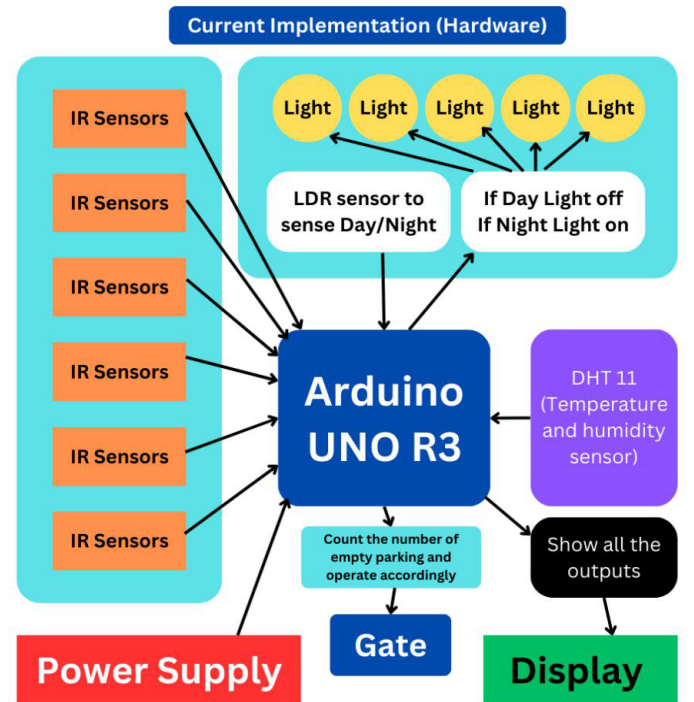 Current Implementation (Hardware)
IR Sensors
IR Sensors
IR Sensors
IR Sensors
IR Sensors
IR Sensors
Light
Light
Light
Light
Light
LDR sensor to
sense Day/Night
If Day Light off
If Night Light on
Arduino
UNO R3
DHT 11
(Temperature
and humidity
sensor)
Count the number of
empty parking and
operate accordingly
Show all the
outputs
Power Supply
Gate
Display